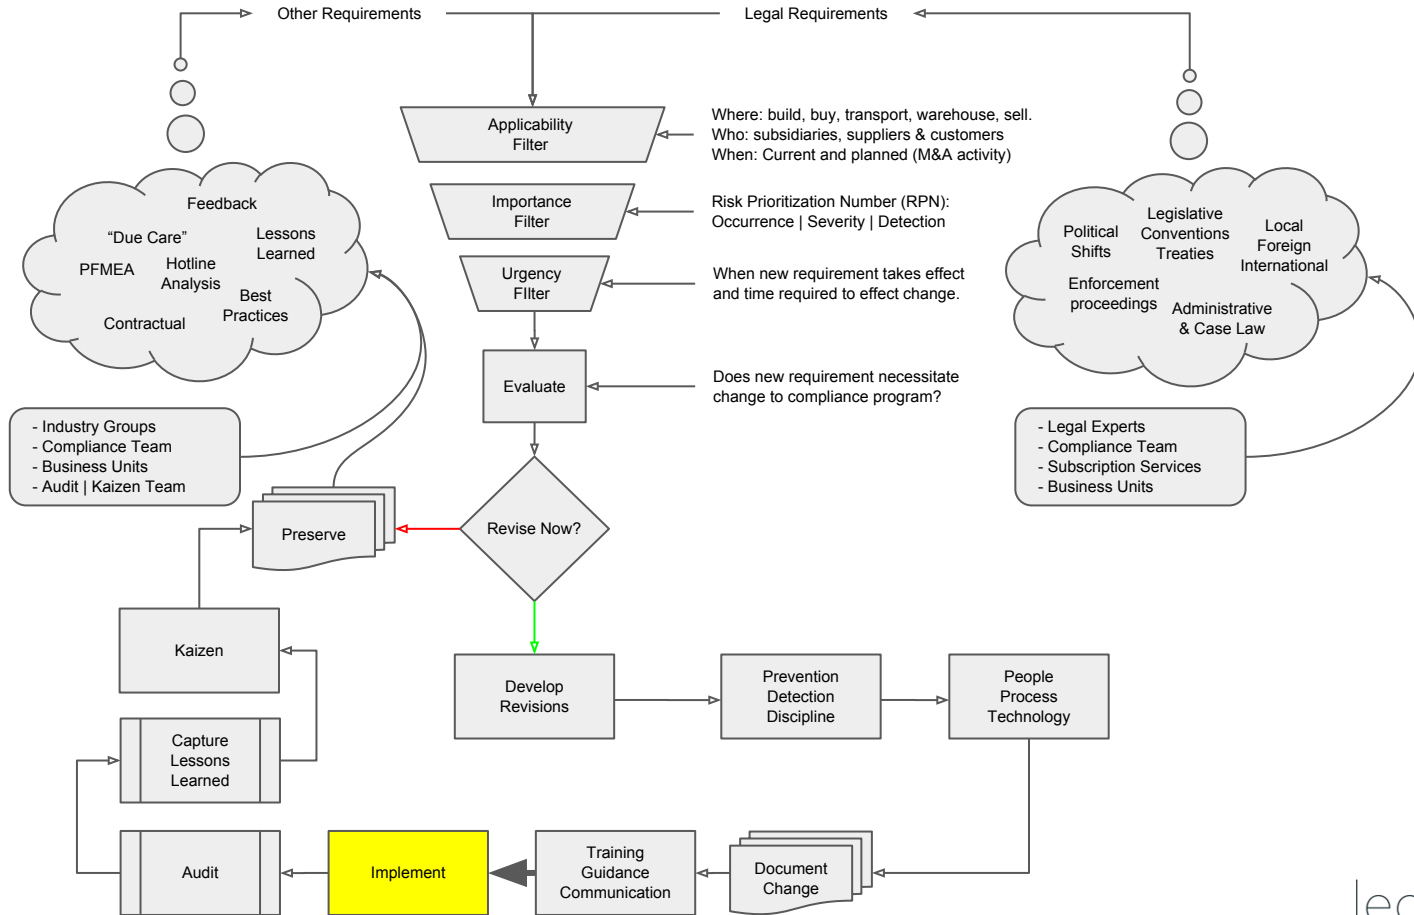 Other Requirements
Legal Requirements
Applicability
Filter
Where: build, buy, transport, warehouse, sell.
Who: subsidiaries, suppliers & customers
When: Current and planned (M&A activity)
Importance
Filter
Risk Prioritization Number (RPN):
Occurrence | Severity | Detection
Urgency
FIlter
When new requirement takes effect
and time required to effect change.
Evaluate
Does new requirement necessitate
change to compliance program?
Feedback
“Due Care”
Lessons
Learned
PFMEA
Hotline
Analysis
Best
Practices
Contractual
Political
Shifts
Legislative
Conventions
Treaties
Local
Foreign
International
Enforcement
proceedings
Administrative
& Case Law
- Industry Groups
- Compliance Team
- Business Units
- Audit | Kaizen Team
- Legal Experts
- Compliance Team
- Subscription Services
- Business Units
Preserve
Revise Now?
Kaizen
Develop
Revisions
Prevention
Detection
Discipline
People
Process
Technology
Capture
Lessons
Learned
Audit
Implement
Training
Guidance
Communication
Document
Change